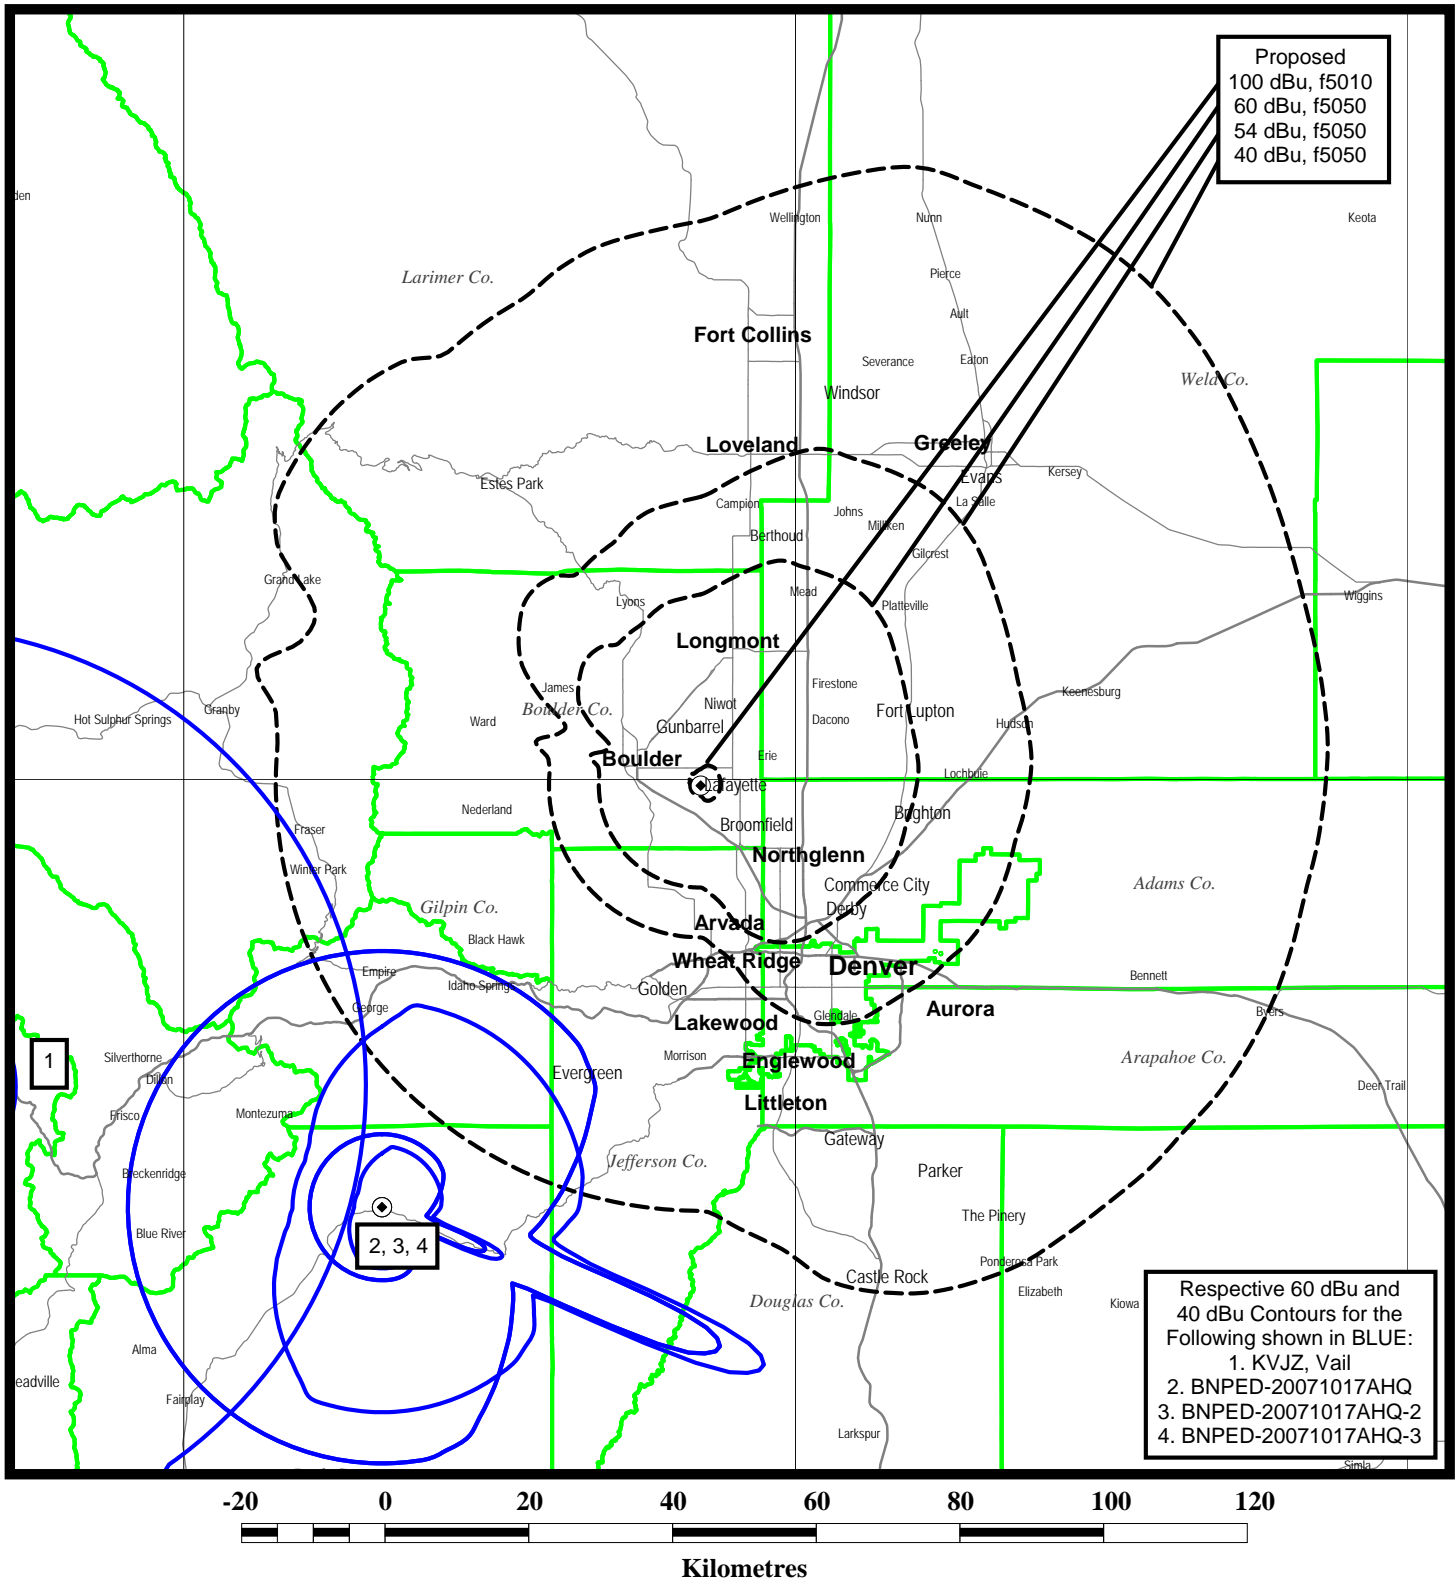 Proposed
100 dBu, f5010
60 dBu, f5050
54 dBu, f5050
40 dBu, f5050
den
Wellington
Nunn
Keota
Larimer Co.
Pierce
Ault
Fort Collins
Severance
Eaton
Weld Co.
Windsor
Loveland
Greeley
Estes Park
Evans
Kersey
Campion
La Salle
Johns
Milliken
Berthoud
Gilcrest
Grand Lake
Lyons
Mead
Platteville
Wiggins
Longmont
James
Firestone
Keenesburg
Granby
Hot Sulphur Springs
Ward
Boulder Co.
Niwot
Gunbarrel
Dacono
Fort Lupton
Hudson
Boulder
Erie
Lochbuie
Lafayette
Nederland
Broomfield
Brighton
Fraser
Northglenn
Winter Park
Commerce City
Adams Co.
Gilpin Co.
Derby
Arvada
Black Hawk
Wheat Ridge
Denver
Empire
Idaho Springs
Golden
Bennett
George
Lakewood
Glendale
Aurora
Byers
1
Silverthorne
Morrison
Englewood
Arapahoe Co.
Dillon
Evergreen
Deer Trail
Frisco
Montezuma
Littleton
Gateway
Breckenridge
Jefferson Co.
Parker
Blue River
The Pinery
2, 3, 4
Ponderosa Park
Castle Rock
Elizabeth
Douglas Co.
Kiowa
Alma
eadville
Fairplay
Larkspur
Simla
Respective 60 dBu and
40 dBu Contours for the
Following shown in BLUE:
1. KVJZ, Vail
2. BNPED-20071017AHQ
3. BNPED-20071017AHQ-2
4. BNPED-20071017AHQ-3
-20 0 20 40 60 80 100 120
Kilometres